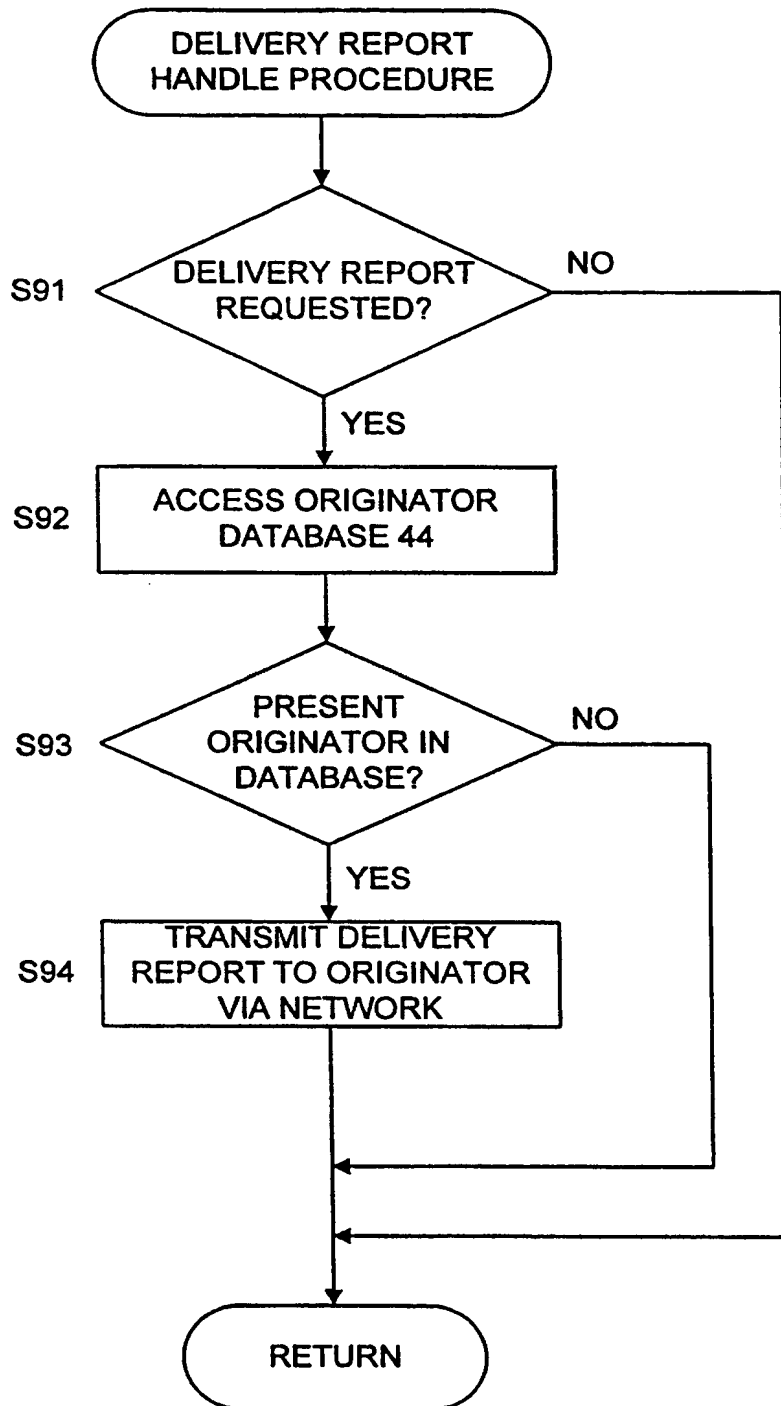 DELIVERY REPORT
HANDLE PROCEDURE
S91
DELIVERY REPORT
REQUESTED?
NO
YES
S92
ACCESS ORIGINATOR
DATABASE 44
S93
PRESENT
ORIGINATOR IN
DATABASE?
NO
YES
S94
TRANSMIT DELIVERY
REPORT TO ORIGINATOR
VIA NETWORK
RETURN